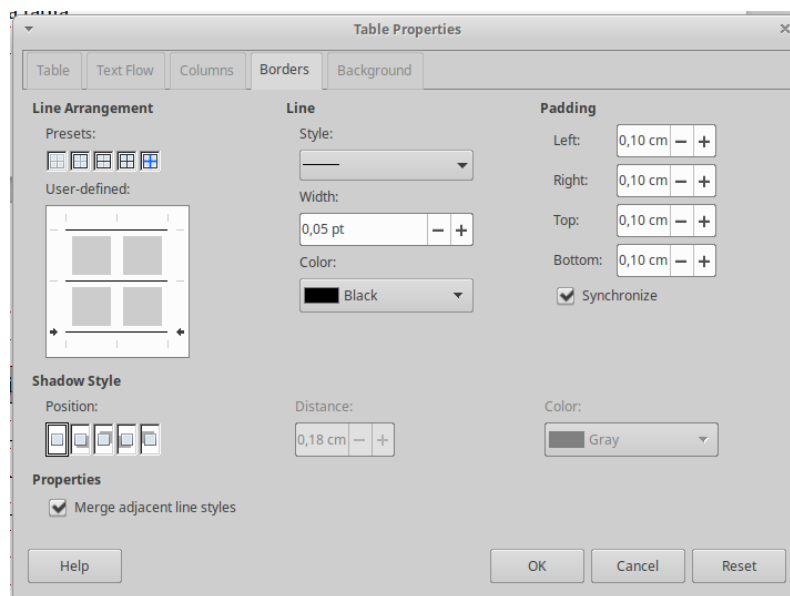 Table Properties
Table Text Flow Columns Borders Background
Line Arrangement
Presets:
User-defined:
Line
Style:
Width:
0,05 pt
Color:
Black
Padding
Left: 0,10 cm
Right: 0,10 cm
Top: 0,10 cm
Bottom: 0,10 cm
Synchronize
Shadow Style
Position:
Distance:
0,18 cm
Color:
Gray
Properties
Merge adjacent line styles
Help OK Cancel Reset